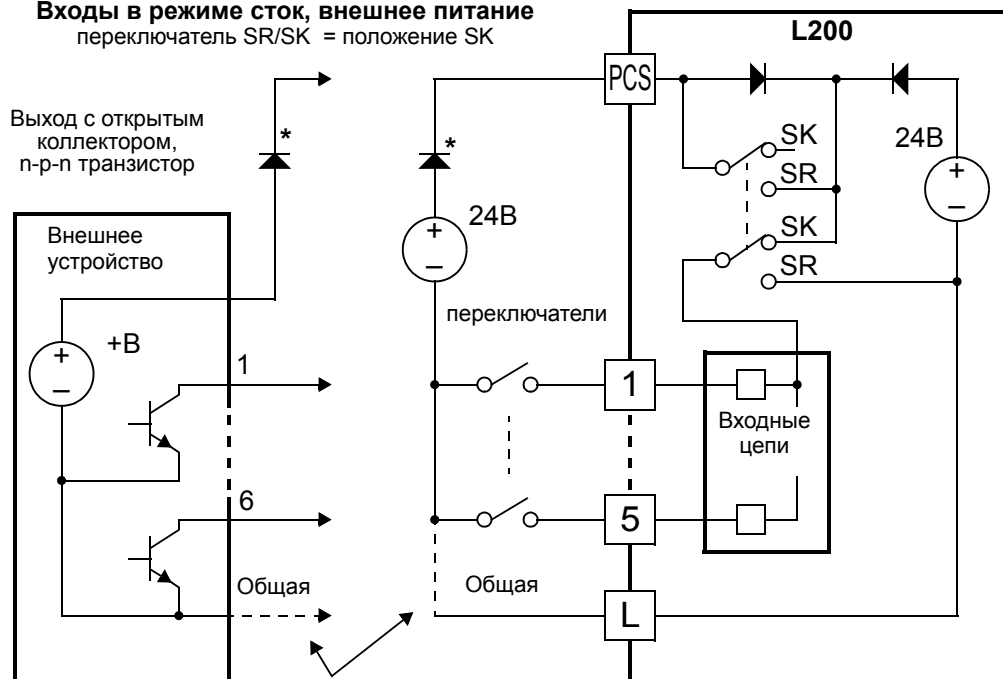 Входы в режиме сток, внешнее питание
переключатель SR/SK = положение SK
L200
PCS
Выход с открытым
коллектором,
n-p-n транзистор
*
*
SK
SR
24В
24В
SK
SR
+
–
+
–
Внешнее
устройство
+В
+
–
переключатели
1
1
Входные
цепи
6
5
Общая
Общая
L